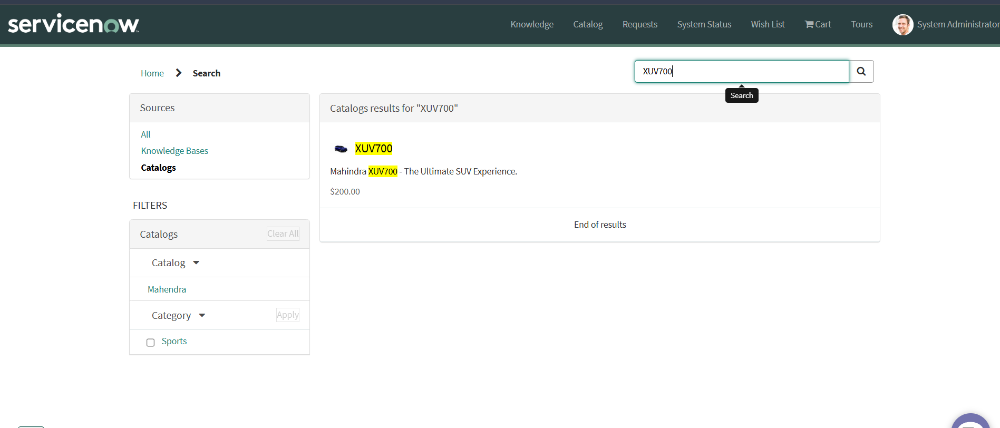 servicenow
Knowledge Catalog Requests System Status Wish List Cart Tours System Administrator
Home Search
XUV700
Search
Sources
All
Knowledge Bases
Catalogs
FILTERS
Catalogs Clear All
Catalog
Mahendra
Category Apply
Sports
Catalogs results for "XUV700"
XUV700
Mahindra XUV700 - The Ultimate SUV Experience.
$200.00
End of results